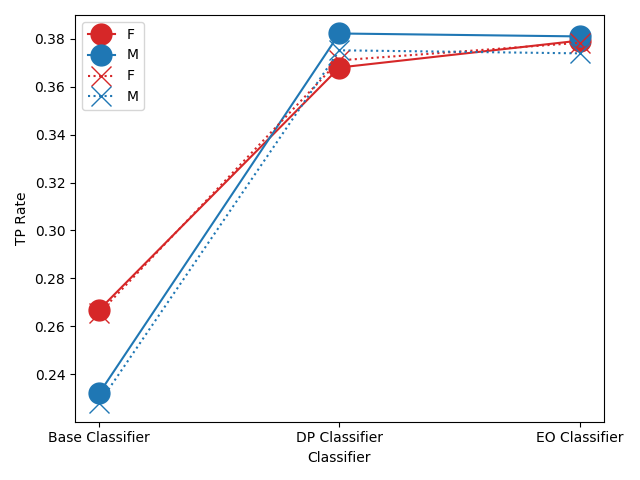 F
M
F
M
0.38
0.36
0.34
0.32
0.30
0.28
0.26
0.24
TP Rate
Base Classifier DP Classifier EO Classifier
Classifier